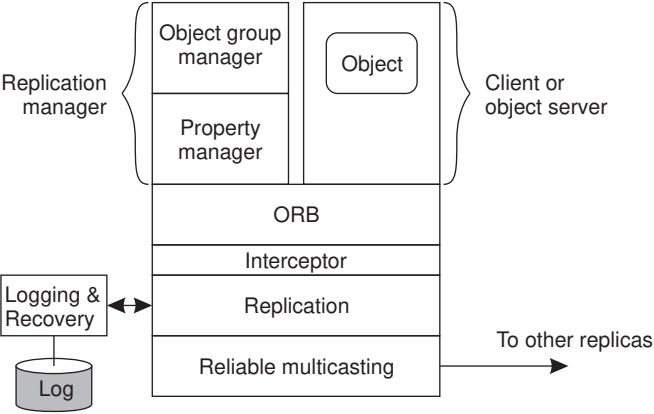 Object group
manager
Replication
manager
Property
manager
Object
Client or
object server
ORB
Interceptor
Logging &
Recovery
Replication
Log
Reliable multicasting
To other replicas